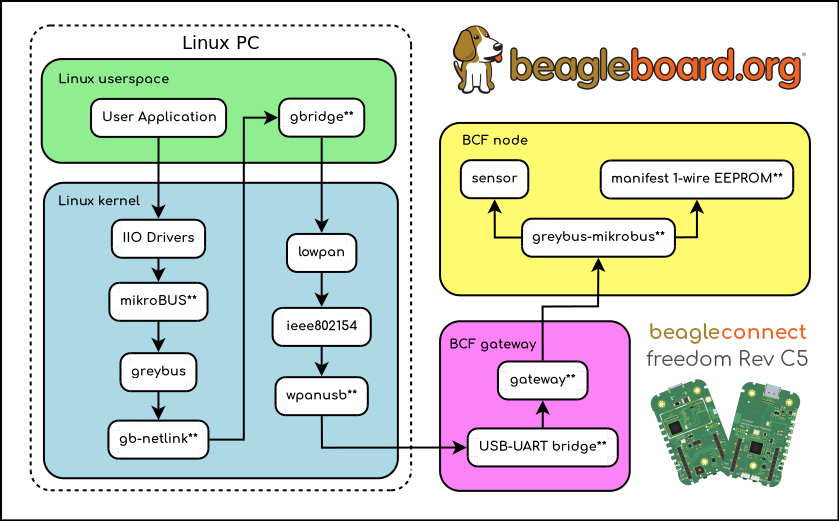 Linux PC
Linux userspace
User Application
gbridge**
Linux kernel
IIO Drivers
mikroBUS**
greybus
gb-netlink**
lowpan
ieee802154
wpanusb**
beagleboard.org®
BCF node
sensor
manifest 1-wire EEPROM**
greybus-mikrobus**
BCF gateway
gateway**
USB-UART bridge**
beagleconnect
freedom Rev C5